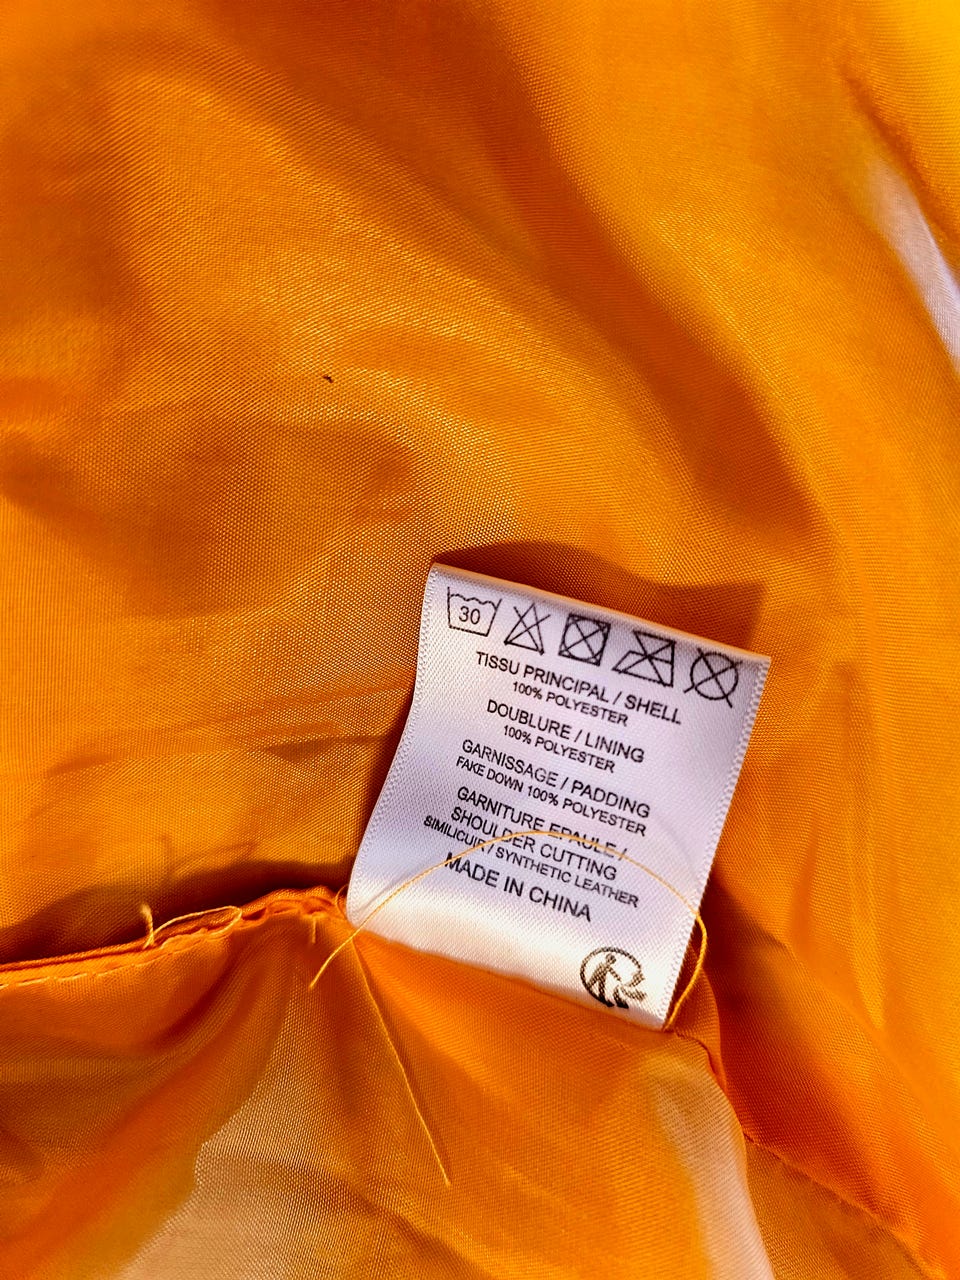 30
TISSU PRINCIPAL / SHELL
100% POLYESTER
DOUBLURE / LINING
100% POLYESTER
GARNISSAGE / PADDING
FAKE DOWN 100% POLYESTER
GARNITURE EPAULE /
SHOULDER CUTTING
SIMILICUIR / SYNTHETIC LEATHER
MADE IN CHINA